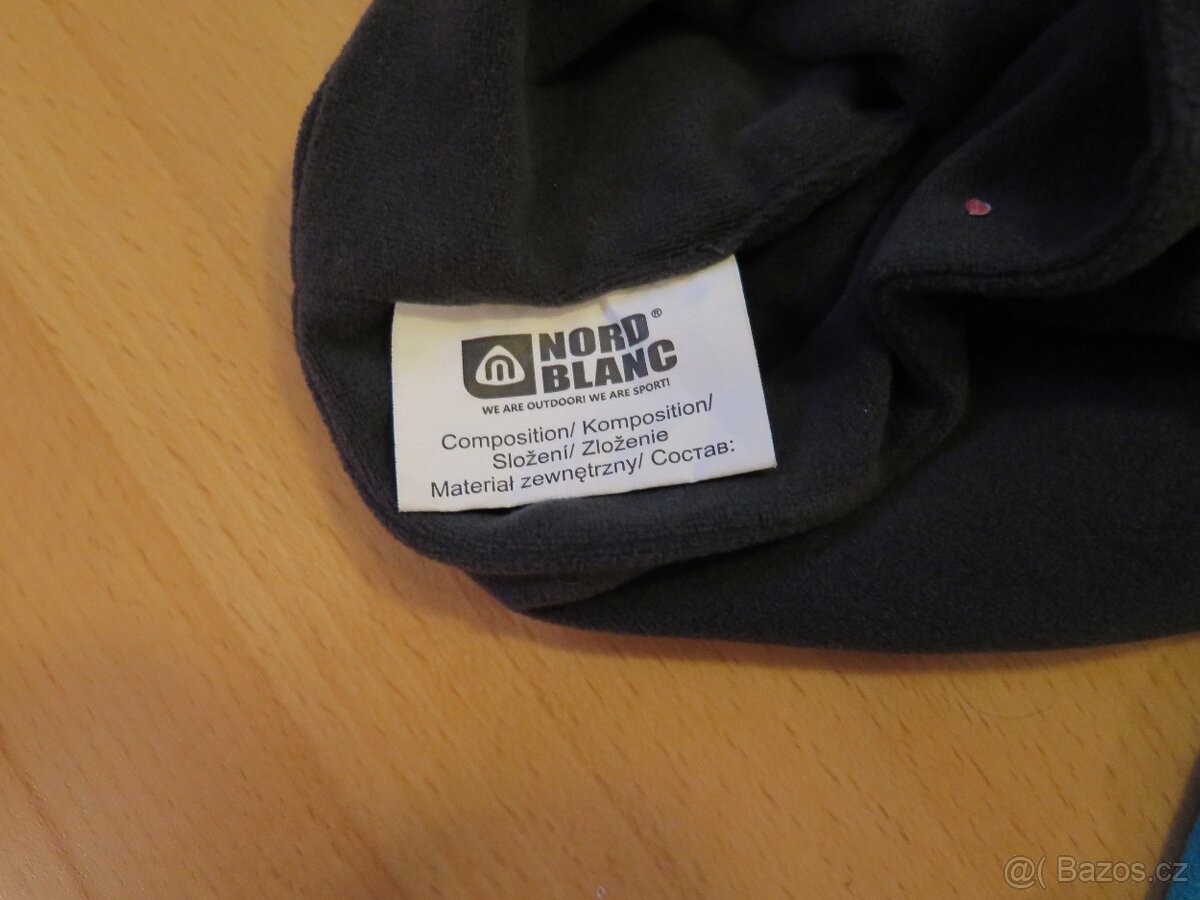 NORD®
BLANC
WE ARE OUTDOOR! WE ARE SPORT!
Composition/ Komposition/
Složení/ Zloženie
Materiał zewnętrzny/ Состав:
@( Bazos.cz